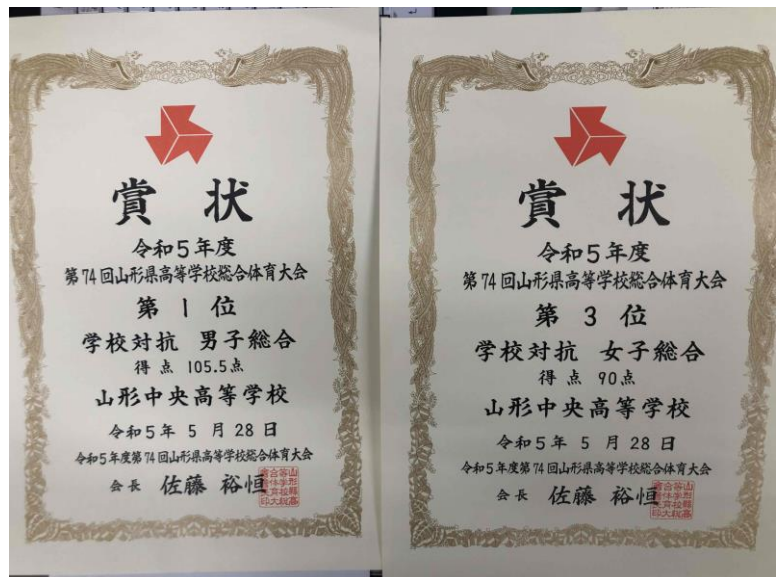 賞状
令和5年度
第74回山形県高等学校総合体育大会
第1位
学校対抗 男子総合
得点 105.5点
山形中央高等学校
令和5年 5月28日
令和5年度第74回山形県高等学校総合体育大会
会長 佐藤 裕恒
賞状
令和5年度
第74回山形県高等学校総合体育大会
第3位
学校対抗 女子総合
得点 90点
山形中央高等学校
令和5年 5月28日
令和5年度第74回山形県高等学校総合体育大会
会長 佐藤 裕恒